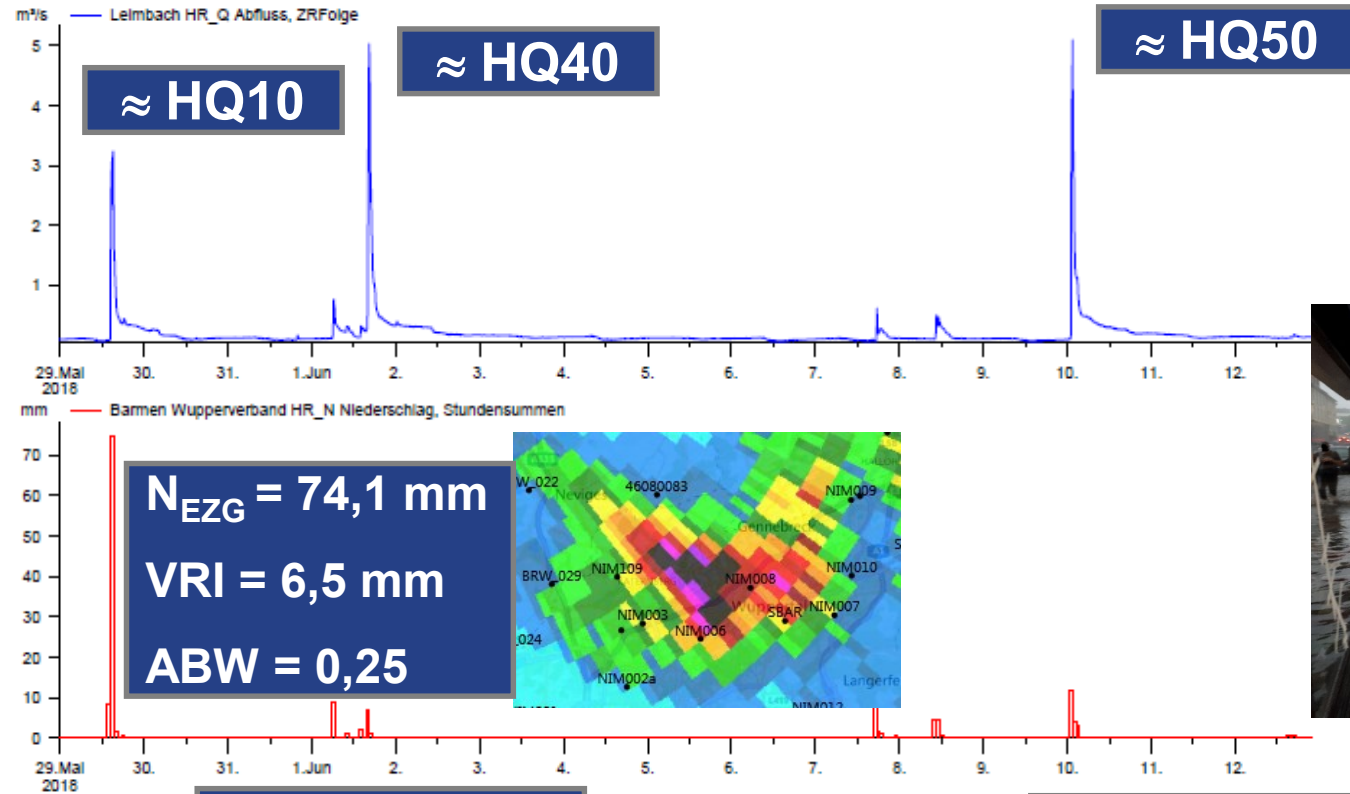 m³/s — Leimbach HR_Q Abfluss, ZRFolge
≈ HQ10
≈ HQ40
≈ HQ50
5
4
3
2
1
29.Mai 30. 31. 1.Jun 2. 3. 4. 5. 6. 7. 8. 9. 10. 11. 12.
2018
mm — Barmen Wupperverband HR_N Niederschlag, Stundensummen
70
60
50
40
30
20
10
0
N_EZG = 74,1 mm
VRI = 6,5 mm
ABW = 0,25
W_022
Neviges
46080083
NIM009
Gennebreck
BRW_029
NIM109
NIM008
NIM010
NIM003
SBAR
NIM007
_024
NIM006
NIM002a
Langerfe
NIM012
29.Mai 30. 31. 1.Jun 2. 3. 4. 5. 6. 7. 8. 9. 10. 11. 12.
2018